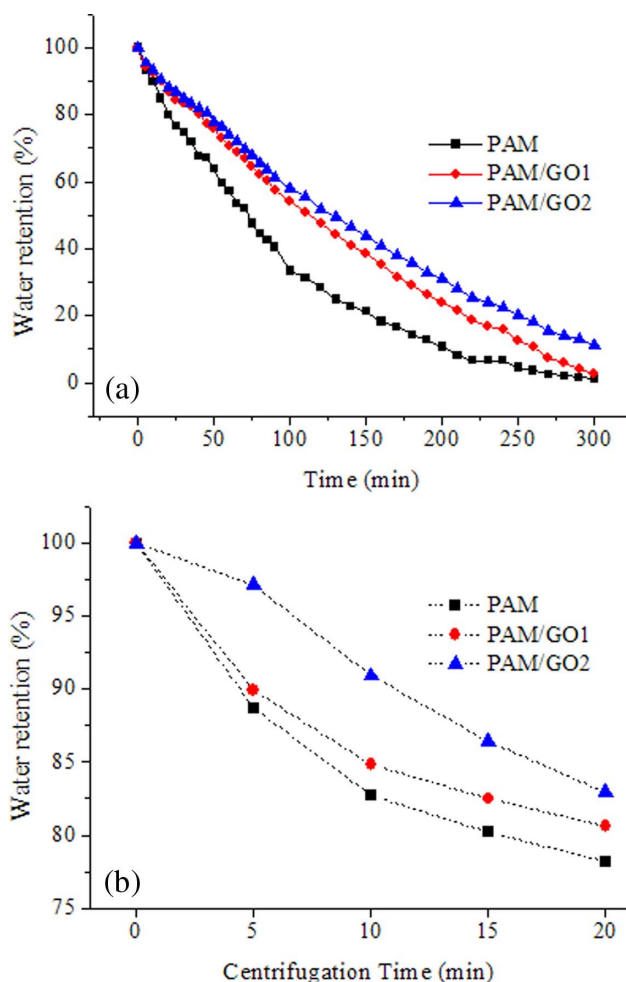 100
80
60
40
20
0
Water retention (%)
PAM
PAM/GO1
PAM/GO2
(a)
0 50 100 150 200 250 300
Time (min)
100
95
90
85
80
75
Water retention (%)
PAM
PAM/GO1
PAM/GO2
(b)
0 5 10 15 20
Centrifugation Time (min)